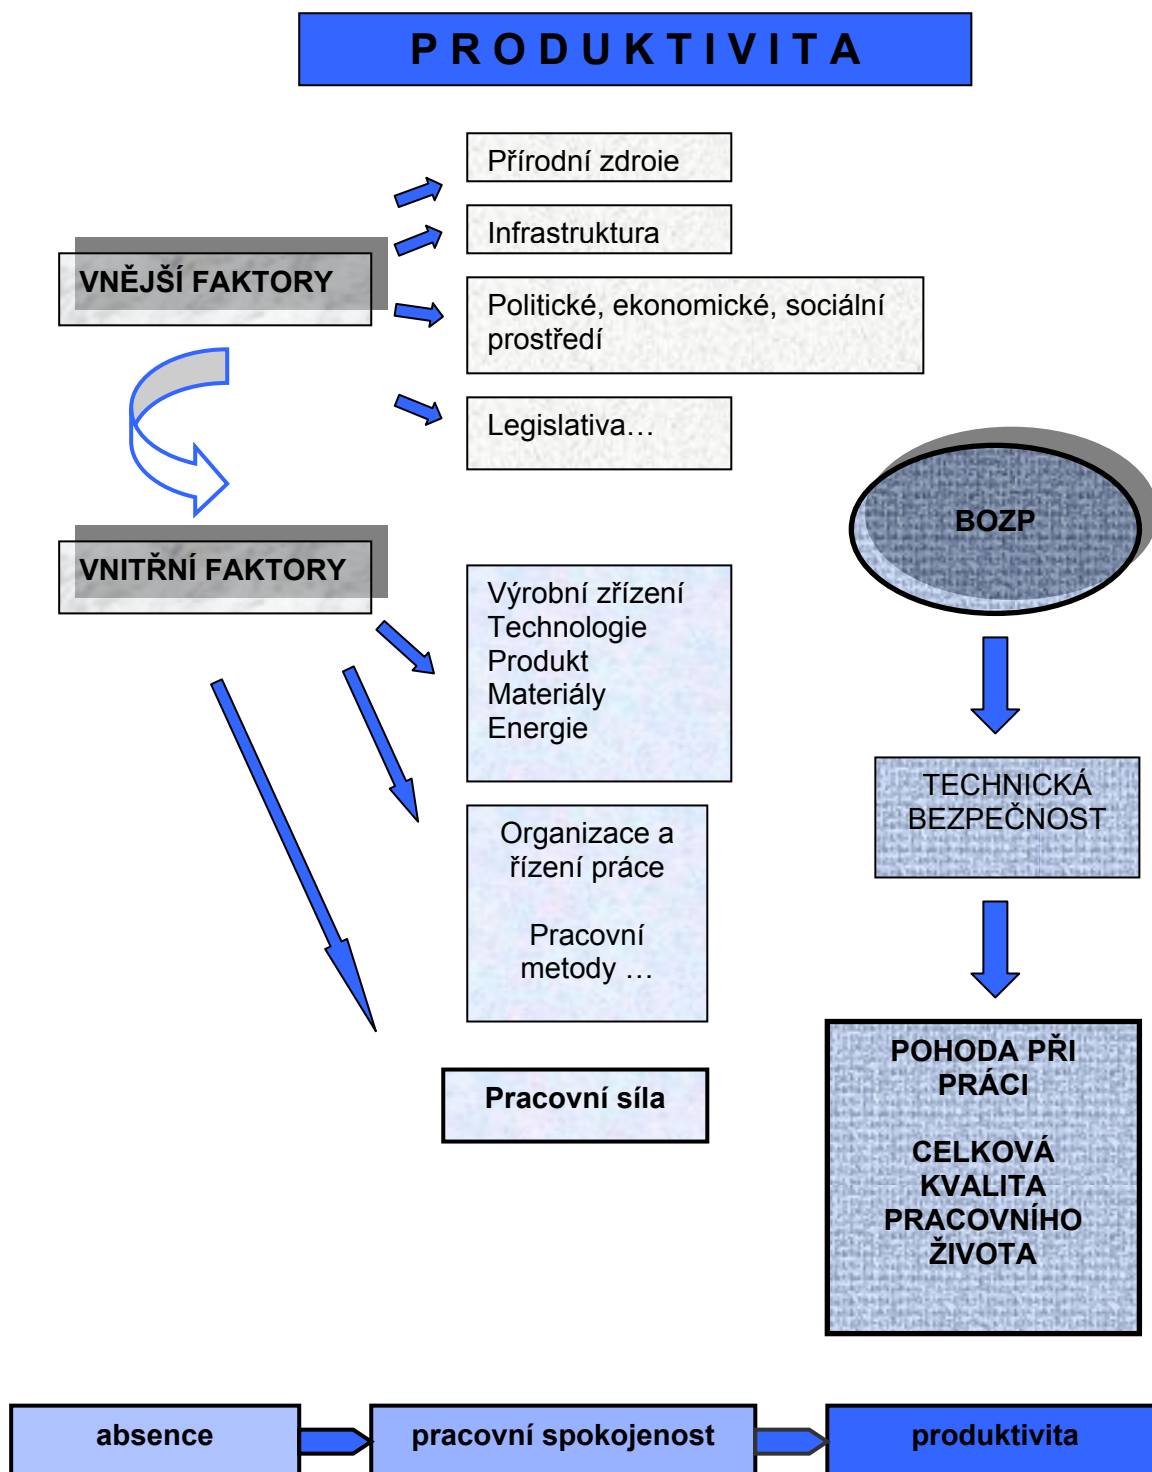 P R O D U K T I V I T A
Přírodní zdroie
Infrastruktura
VNĚJŠÍ FAKTORY
Politické, ekonomické, sociální
prostředí
Legislativa…
BOZP
VNITŘNÍ FAKTORY
Výrobní zřízení
Technologie
Produkt
Materiály
Energie
TECHNICKÁ
BEZPEČNOST
Organizace a
řízení práce
Pracovní
metody …
Pracovní síla
POHODA PŘI
PRÁCI
CELKOVÁ
KVALITA
PRACOVNÍHO
ŽIVOTA
absence
pracovní spokojenost
produktivita